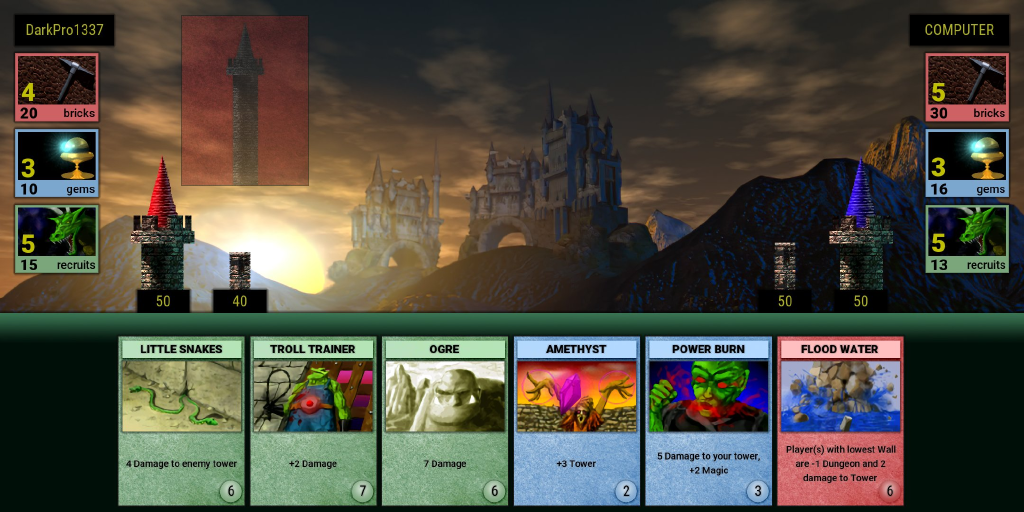 DarkPro1337
COMPUTER
4
20 bricks
5
30 bricks
3
10 gems
3
16 gems
5
15 recruits
5
13 recruits
50
40
50
50
LITTLE SNAKES
4 Damage to enemy tower
6
TROLL TRAINER
+2 Damage
7
OGRE
7 Damage
6
AMETHYST
+3 Tower
2
POWER BURN
5 Damage to your tower,
+2 Magic
3
FLOOD WATER
Player(s) with lowest Wall
are -1 Dungeon and 2
damage to Tower
6